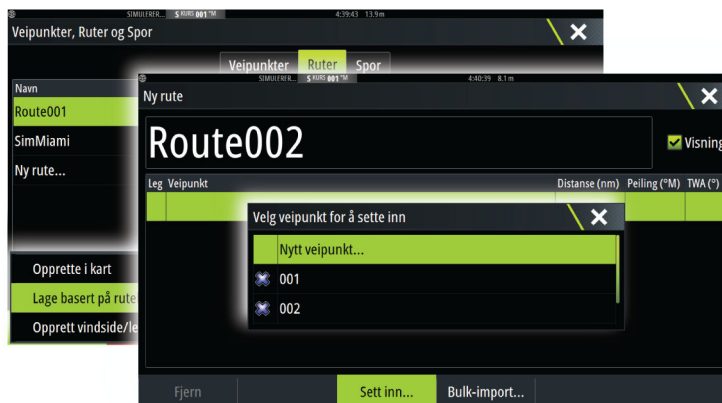 SIMULERER... S KURS 001 °M 4:39:43 13.9 m
Veipunkter, Ruter og Spor
Veipunkter Ruter Spor
Navn
Route001
SimMiami
Ny rute...
Opprette i kart
Lage basert på rute
Opprett vindside/le
SIMULERER... S KURS 001 °M 4:40:39 8.1 m
Ny rute
Route002
Visning
Leg Veipunkt Distanse (nm) Peiling (°M) TWA (°)
Velg veipunkt for å sette inn
Nytt veipunkt...
001
002
Fjern Sett inn... Bulk-import...